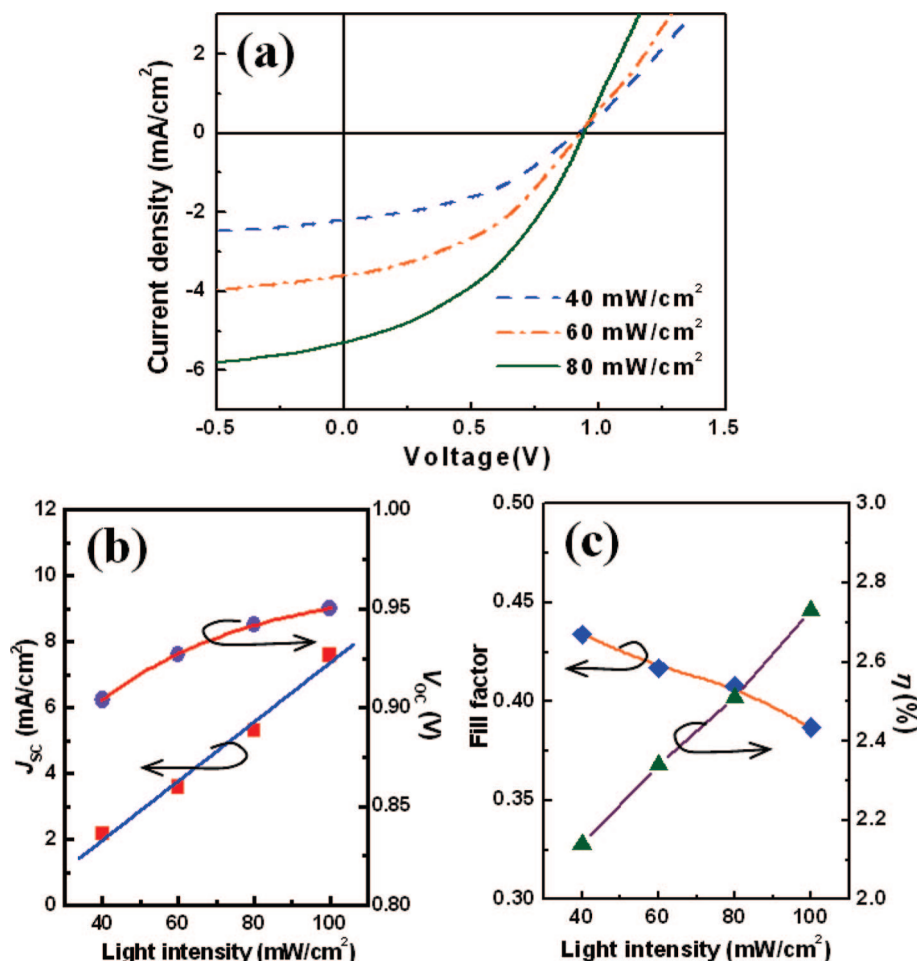 (a)
Current density (mA/cm²)
2
0
-2
-4
-6
40 mW/cm²
60 mW/cm²
80 mW/cm²
-0.5 0.0 0.5 1.0 1.5
Voltage(V)
(b)
J_SC (mA/cm²)
12
10
8
6
4
2
0
1.00
0.95
0.90
0.85
0.80
V_OC (V)
40 60 80 100
Light intensity (mW/cm²)
(c)
Fill factor
0.50
0.45
0.40
0.35
0.30
3.0
2.8
2.6
2.4
2.2
2.0
η (%)
40 60 80 100
Light intensity (mW/cm²)